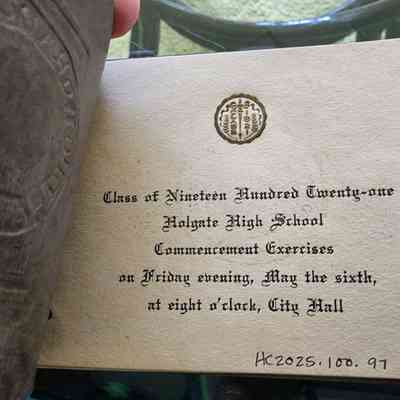 Class of Nineteen Hundred Twenty-one
Holgate High School
Commencement Exercises
on Friday evening, May the sixth,
at eight o'clock, City Hall
HC2025.100.97